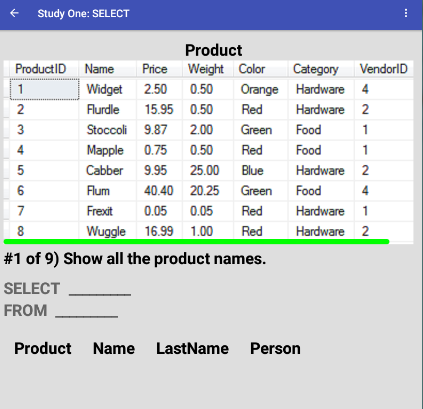 Study One: SELECT
Product
ProductID Name Price Weight Color Category VendorID
1 Widget 2.50 0.50 Orange Hardware 4
2 Flurdle 15.95 0.50 Red Hardware 2
3 Stoccoli 9.87 2.00 Green Food 1
4 Mapple 0.75 0.50 Red Food 1
5 Cabber 9.95 25.00 Blue Hardware 2
6 Flum 40.40 20.25 Green Food 4
7 Frexit 0.05 0.05 Red Hardware 1
8 Wuggle 16.99 1.00 Red Hardware 2
#1 of 9) Show all the product names.
SELECT ________
FROM ________
Product Name LastName Person